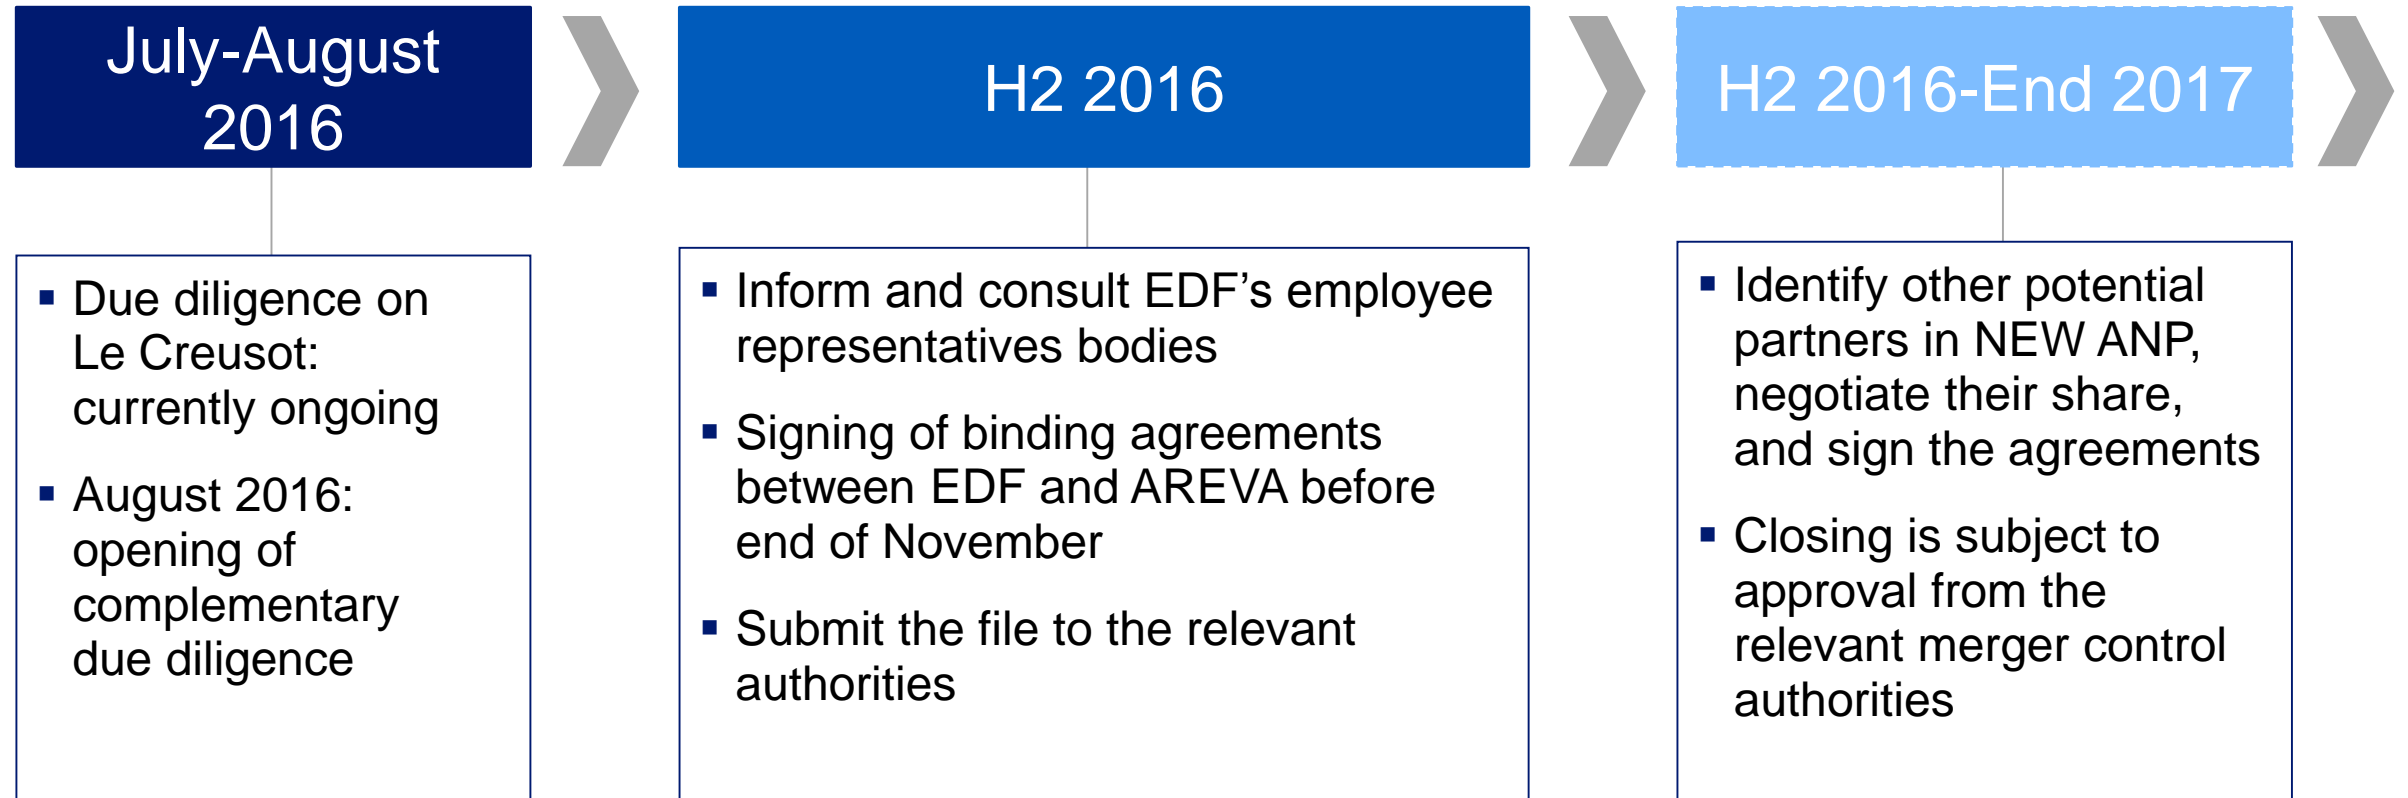 July-August
2016
H2 2016
H2 2016-End 2017
▪ Due diligence on
Le Creusot:
currently ongoing
▪ August 2016:
opening of
complementary
due diligence
▪ Inform and consult EDF’s employee
representatives bodies
▪ Signing of binding agreements
between EDF and AREVA before
end of November
▪ Submit the file to the relevant
authorities
▪ Identify other potential
partners in NEW ANP,
negotiate their share,
and sign the agreements
▪ Closing is subject to
approval from the
relevant merger control
authorities